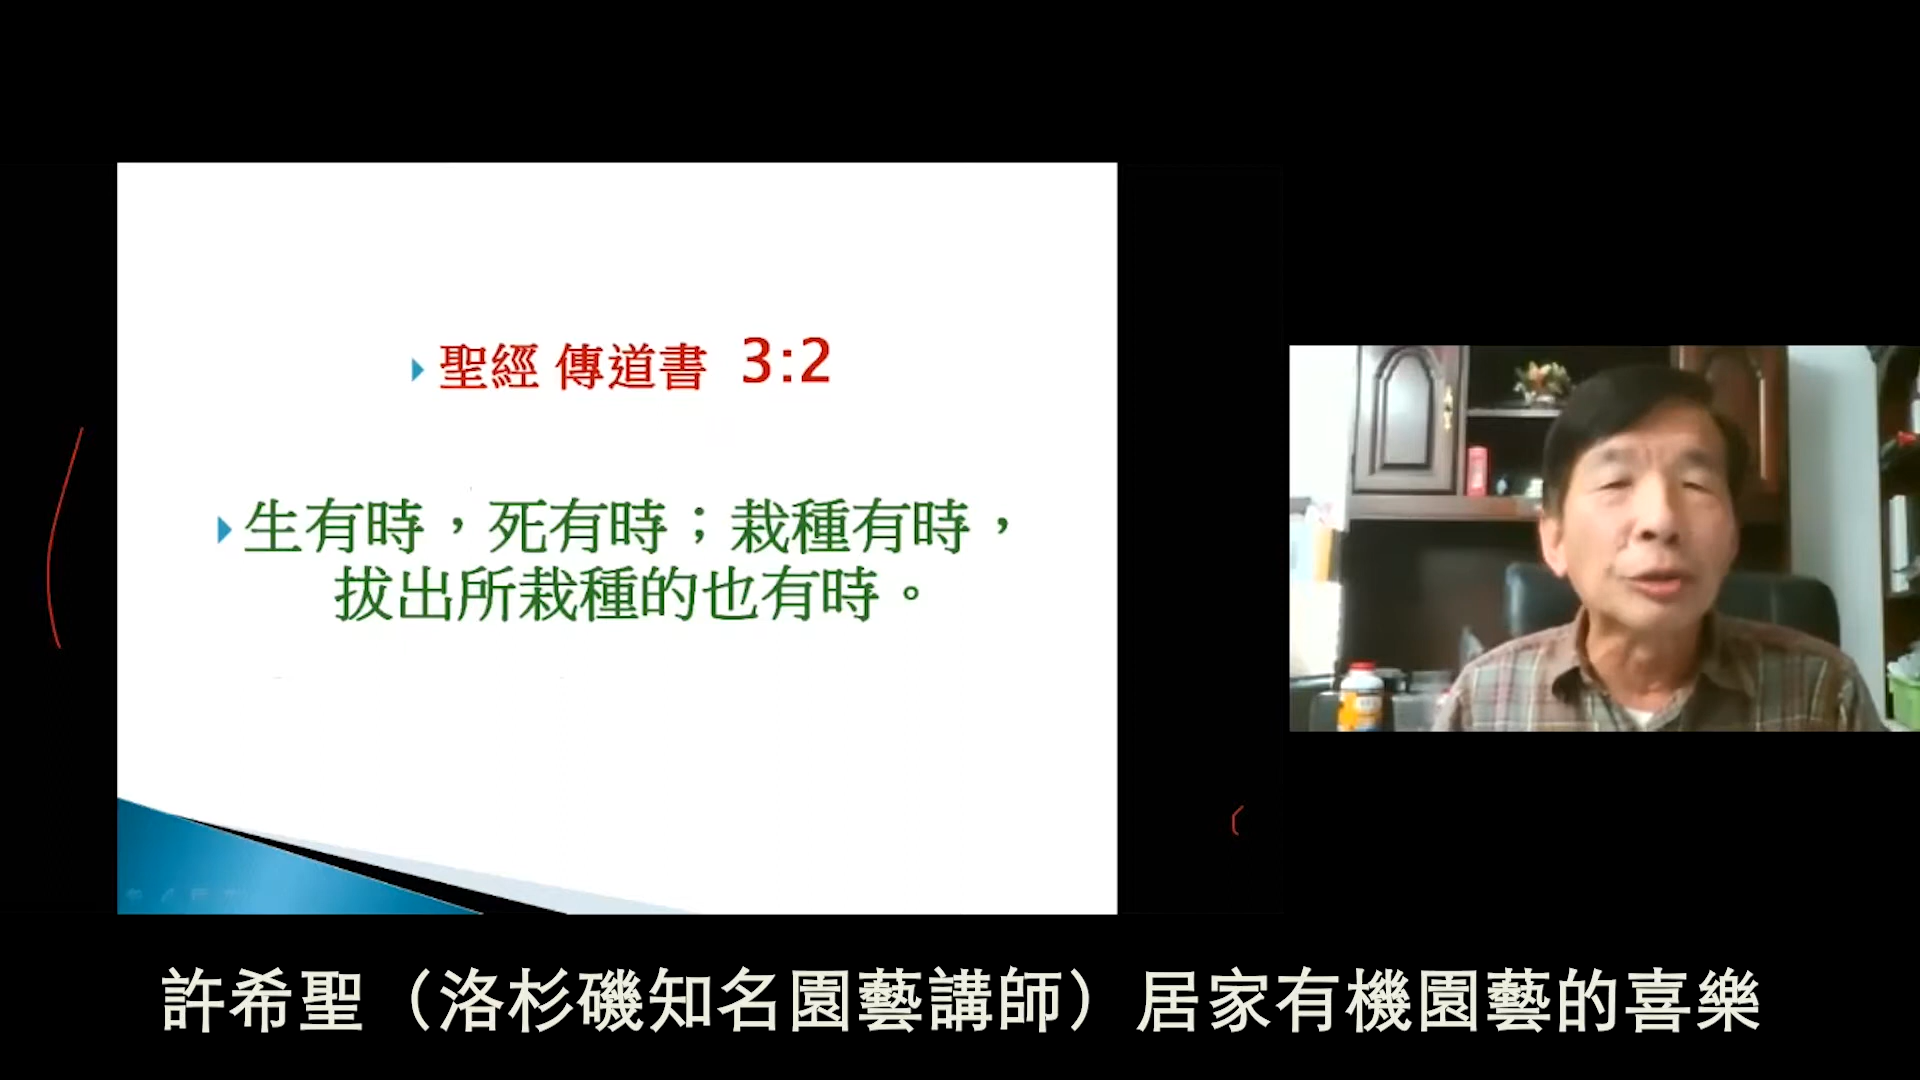 聖經 傳道書 3:2
生有時，死有時；栽種有時，
拔出所栽種的也有時。
許希聖（洛杉磯知名園藝講師）居家有機園藝的喜樂